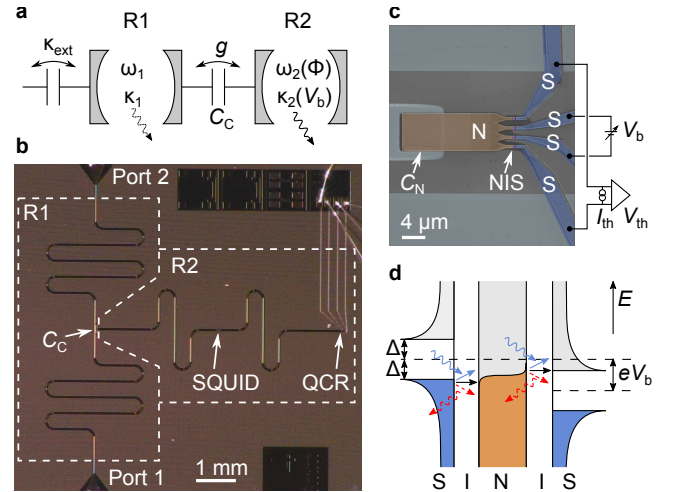 a
R1
R2
κext
g
ω1
κ1
CC
ω2(Φ)
κ2(Vb)
b
Port 2
R1
R2
CC
SQUID
QCR
Port 1
1 mm
c
S
S
N
S
S
Vb
CN
NIS
4 μm
Ith
Vth
d
E
Δ
Δ
eVb
S I N I S